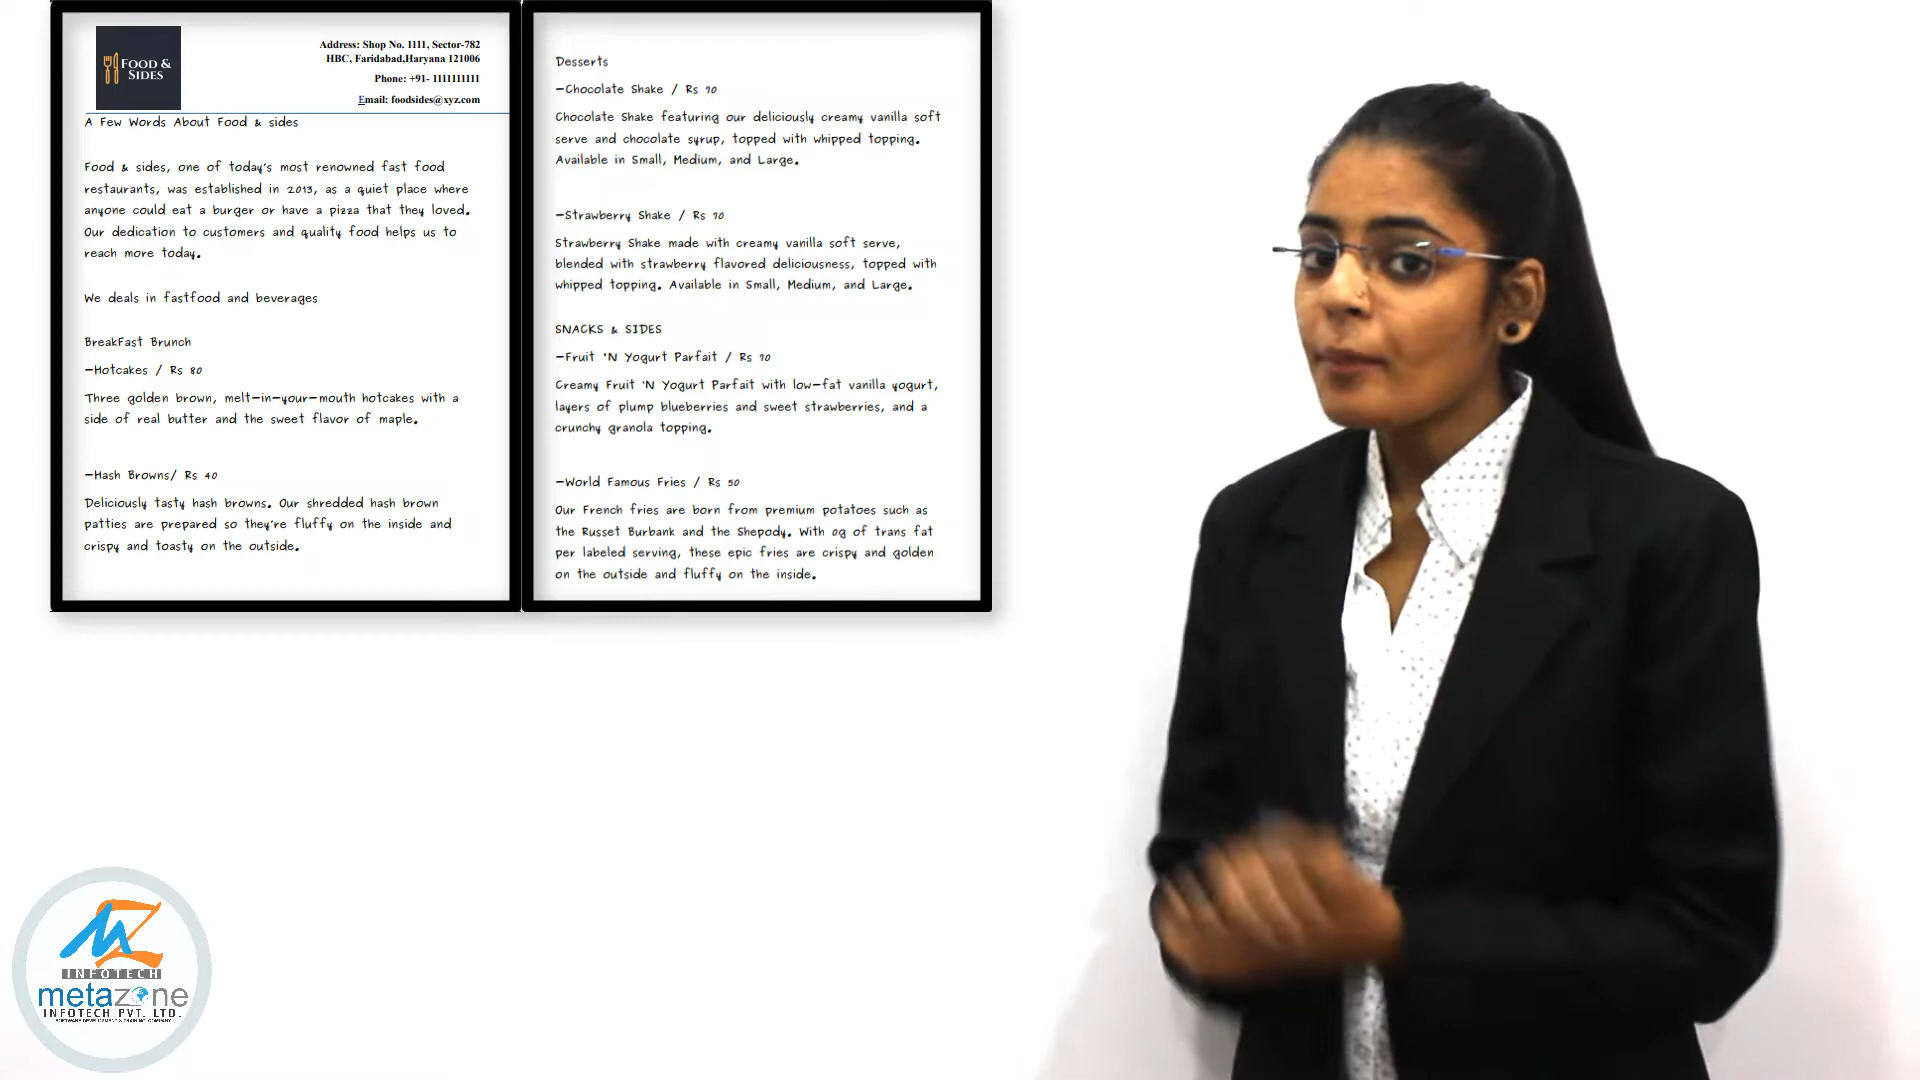 FOOD &
SIDES
Address: Shop No. 1111, Sector-782
HBC, Faridabad,Haryana 121006
Phone: +91- 1111111111
Email: foodsides@xyz.com
A Few Words About Food & sides
Food & sides, one of today's most renowned fast food
restaurants, was established in 2013, as a quiet place where
anyone could eat a burger or have a pizza that they loved.
Our dedication to customers and quality food helps us to
reach more today.
We deals in fastfood and beverages
BreakFast Brunch
-Hotcakes / Rs 80
Three golden brown, melt-in-your-mouth hotcakes with a
side of real butter and the sweet flavor of maple.
-Hash Browns/ Rs 40
Deliciously tasty hash browns. Our shredded hash brown
patties are prepared so they're fluffy on the inside and
crispy and toasty on the outside.
Desserts
-Chocolate Shake / Rs
Chocolate Shake featuring our deliciously creamy vanilla soft
serve and chocolate syrup, topped with whipped topping.
Available in Small, Medium, and Large.
-Strawberry Shake / Rs
Strawberry Shake made with creamy vanilla soft serve,
blended with strawberry flavored deliciousness, topped with
whipped topping. Available in Small, Medium, and Large.
SNACKS & SIDES
-Fruit 'N Yogurt Parfait / Rs
Creamy Fruit 'N Yogurt Parfait with low-fat vanilla yogurt,
layers of plump blueberries and sweet strawberries, and a
crunchy granola topping.
-World Famous Fries / Rs 50
Our French fries are born from premium potatoes such as
the Russet Burbank and the Shepody. With 0g of trans fat
per labeled serving, these epic fries are crispy and golden
on the outside and fluffy on the inside.
MZ
INFOTECH
metazone
INFOTECH PVT. LTD.